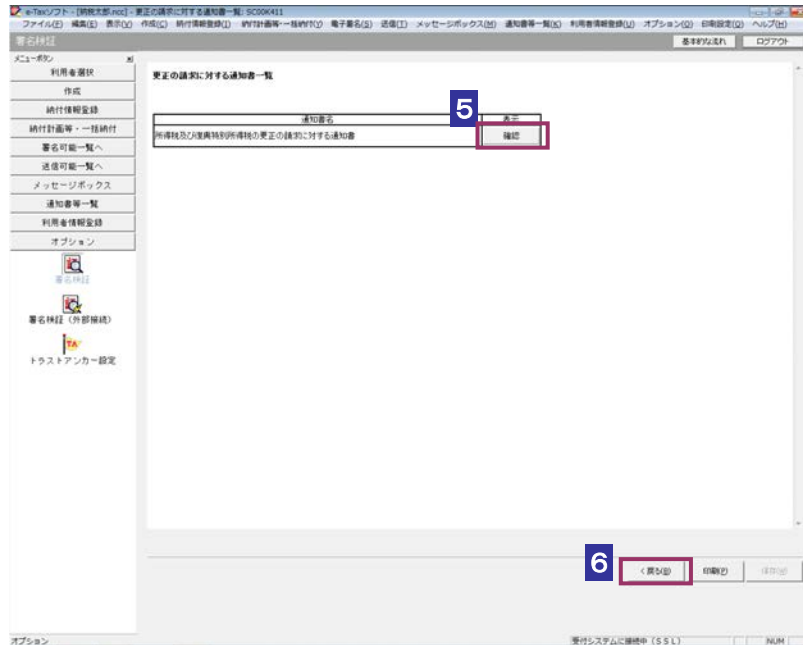 e-Taxソフト - [納税太郎.ncc] - 更正の請求に対する通知書一覧: SC00K411
ファイル(F) 編集(E) 表示(V) 作成(C) 納付情報登録(I) 納付計画等・一括納付(Y) 電子署名(S) 送信(T) メッセージボックス(M) 通知書等一覧(K) 利用者情報登録(U) オプション(O) 印刷設定(Q) ヘルプ(H)
署名検証 基本的な流れ ログアウト
メニューボタン
利用者選択
作成
納付情報登録
納付計画等・一括納付
署名可能一覧へ
送信可能一覧へ
メッセージボックス
通知書等一覧
利用者情報登録
オプション
署名検証
署名検証（外部接続）
TA
トラストアンカー設定
更正の請求に対する通知書一覧
5
通知書名 表示
所得税及び復興特別所得税の更正の請求に対する通知書 確認
6
<戻る(B) 印刷(P) 保存(W)
オプション 受付システムに接続中（ＳＳＬ） NUM